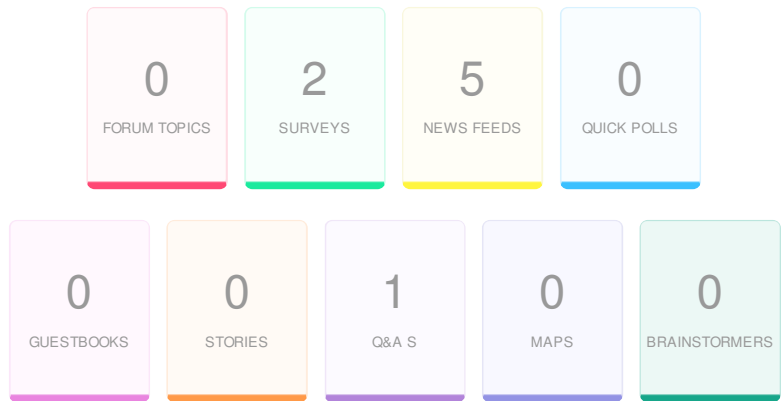 0 2 5 0
FORUM TOPICS SURVEYS NEWS FEEDS QUICK POLLS
0 0 1 0 0
GUESTBOOKS STORIES Q&A S MAPS BRAINSTORMERS